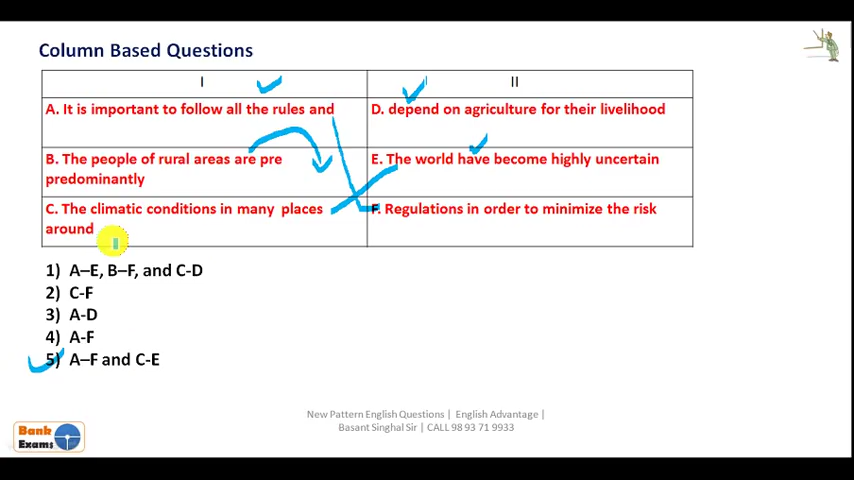 Column Based Questions
I II
A. It is important to follow all the rules and D. depend on agriculture for their livelihood
B. The people of rural areas are pre E. The world have become highly uncertain
predominantly
C. The climatic conditions in many places F. Regulations in order to minimize the risk
around
1) A–E, B–F, and C-D
2) C-F
3) A-D
4) A-F
5) A–F and C-E
New Pattern English Questions | English Advantage |
Basant Singhal Sir | CALL 98 93 71 9933
Bank
Exams